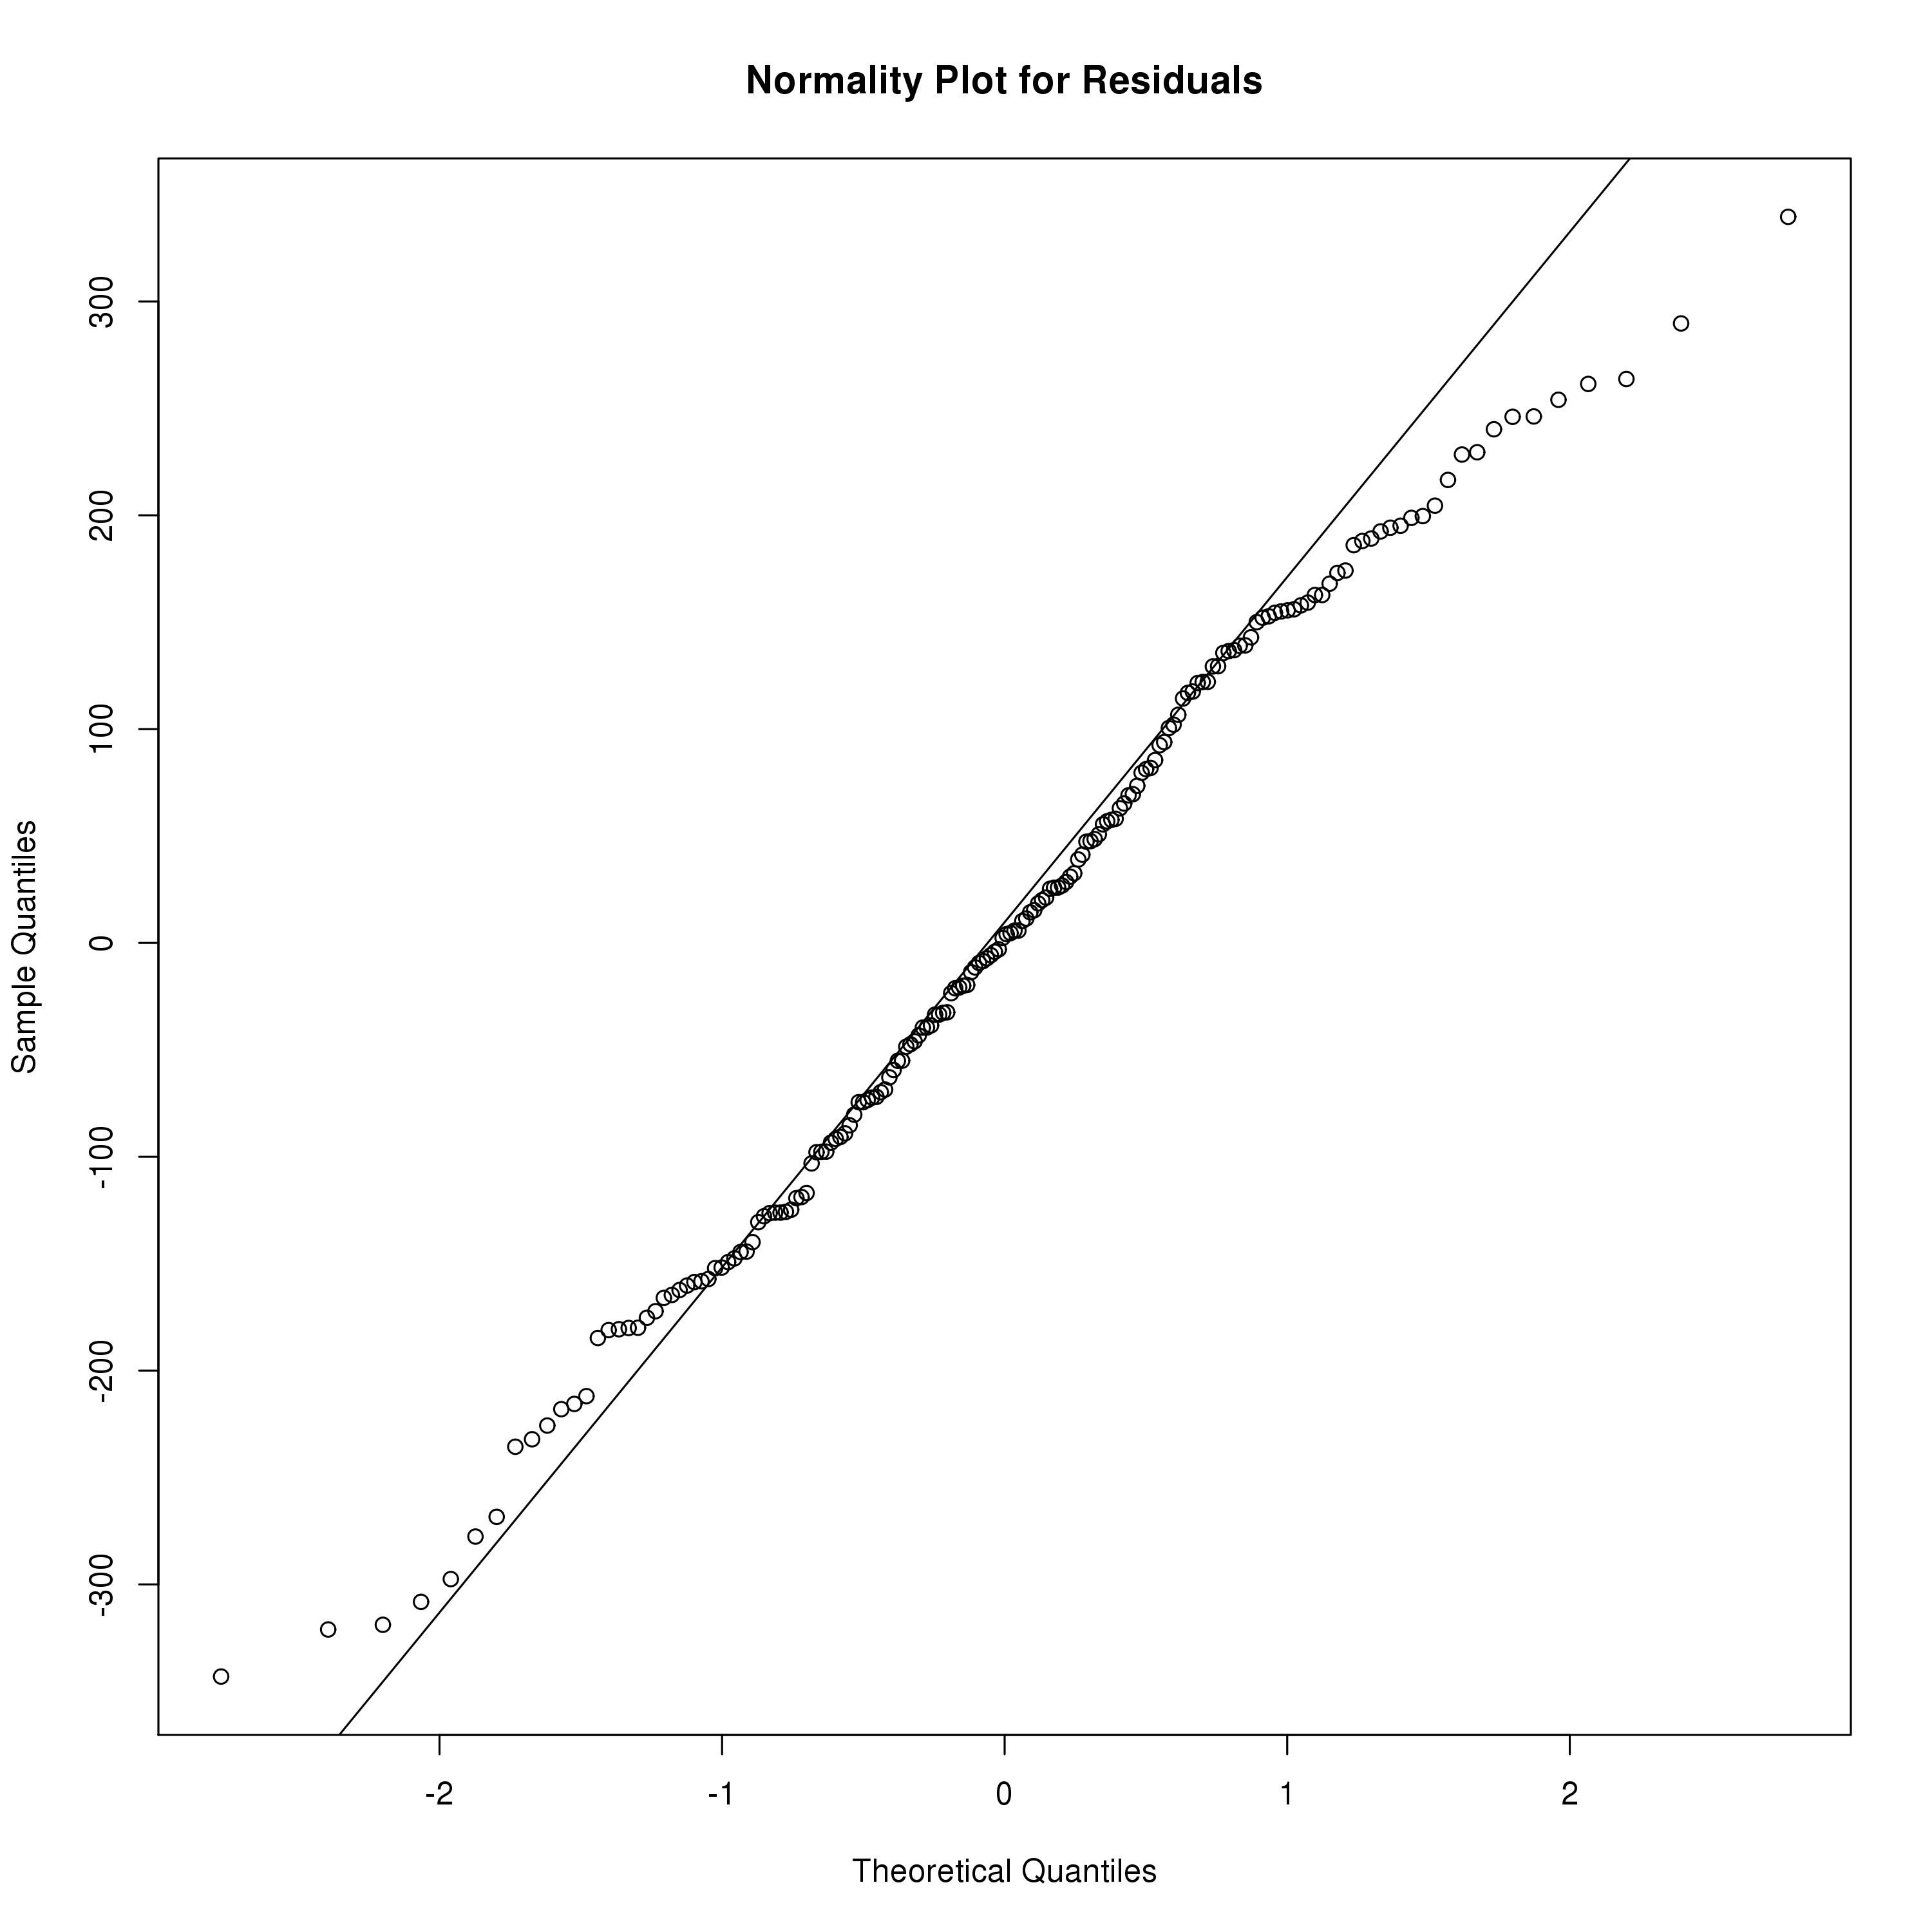 Normality Plot for Residuals
Sample Quantiles
300
200
100
0
-100
-200
-300
-2 -1 0 1 2
Theoretical Quantiles